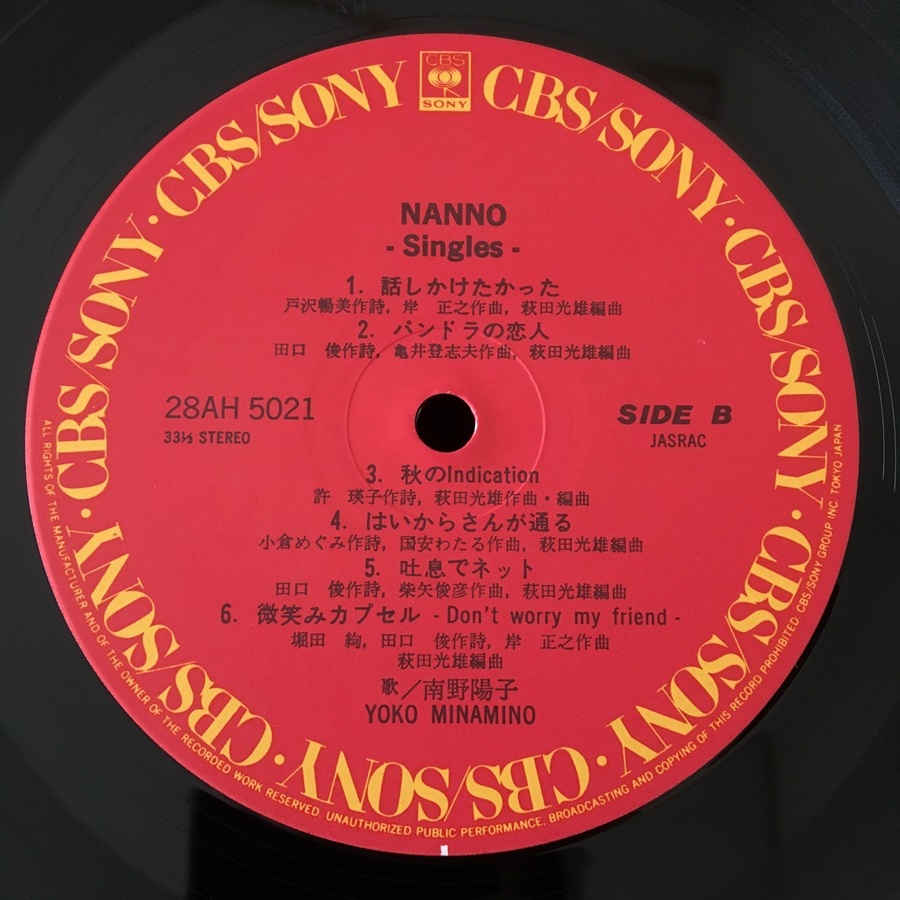 CBS
SONY
CBS/SONY · CBS/SONY · CBS/SONY · CBS/SONY · CBS/SONY · CBS/SONY · CBS/SONY · CBS/SONY
NANNO
- Singles -
1. 話しかけたかった
戸沢暢美作詩, 岸 正之作曲, 萩田光雄編曲
2. パンドラの恋人
田口 俊作詩, 亀井登志夫作曲, 萩田光雄編曲
28AH 5021
33⅓ STEREO
SIDE B
JASRAC
3. 秋のIndication
許 瑛子作詩, 萩田光雄作曲・編曲
4. はいからさんが通る
小倉めぐみ作詩, 国安わたる作曲, 萩田光雄編曲
5. 吐息でネット
田口 俊作詩, 柴矢俊彦作曲, 萩田光雄編曲
6. 微笑みカプセル - Don't worry my friend -
堀田 絢, 田口 俊作詩, 岸 正之作曲
萩田光雄編曲
歌／南野陽子
YOKO MINAMINO
ALL RIGHTS OF THE MANUFACTURER AND OF THE OWNER OF THE RECORDED WORK RESERVED. UNAUTHORIZED PUBLIC PERFORMANCE, BROADCASTING AND COPYING OF THIS RECORD PROHIBITED. CBS/SONY GROUP INC. TOKYO JAPAN